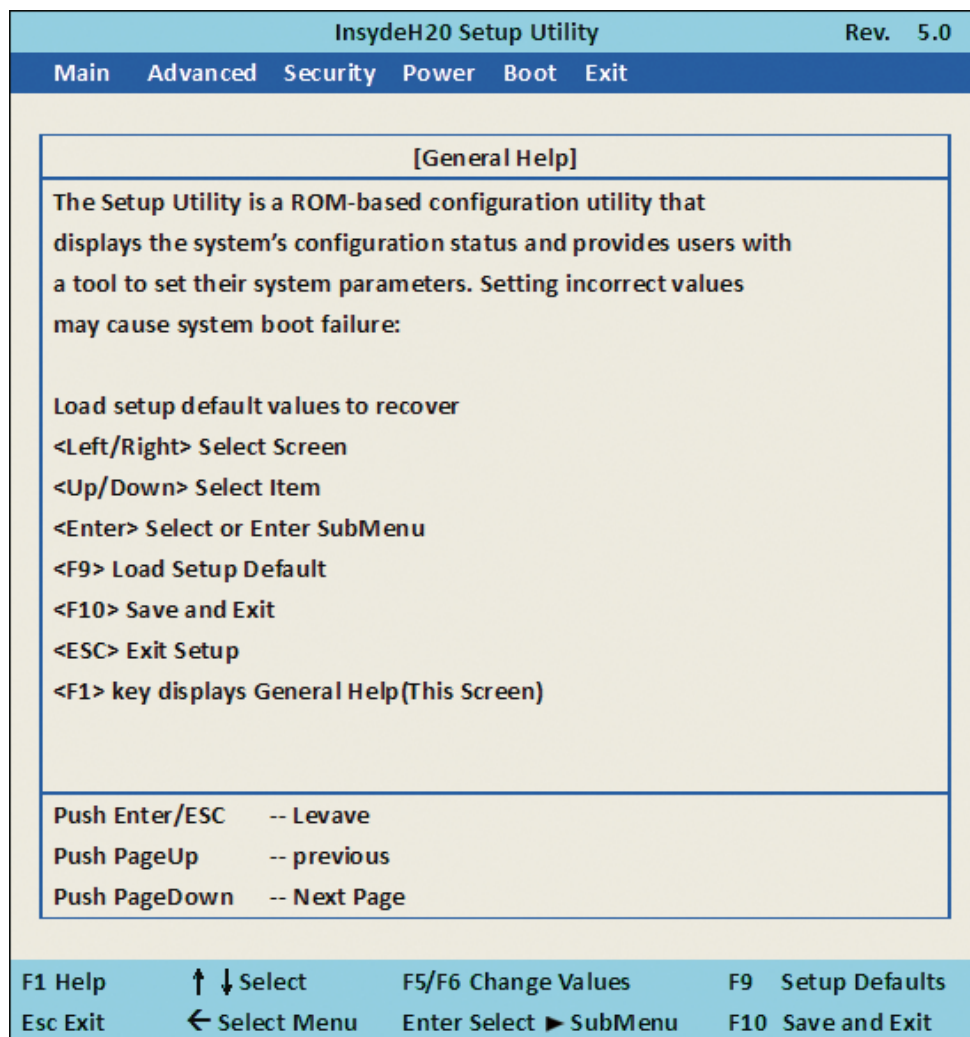 InsydeH20 Setup Utility Rev. 5.0
Main Advanced Security Power Boot Exit
[General Help]
The Setup Utility is a ROM-based configuration utility that
displays the system's configuration status and provides users with
a tool to set their system parameters. Setting incorrect values
may cause system boot failure:
Load setup default values to recover
<Left/Right> Select Screen
<Up/Down> Select Item
<Enter> Select or Enter SubMenu
<F9> Load Setup Default
<F10> Save and Exit
<ESC> Exit Setup
<F1> key displays General Help(This Screen)
Push Enter/ESC -- Levave
Push PageUp -- previous
Push PageDown -- Next Page
F1 Help ↑ ↓ Select F5/F6 Change Values F9 Setup Defaults
Esc Exit ← Select Menu Enter Select ► SubMenu F10 Save and Exit